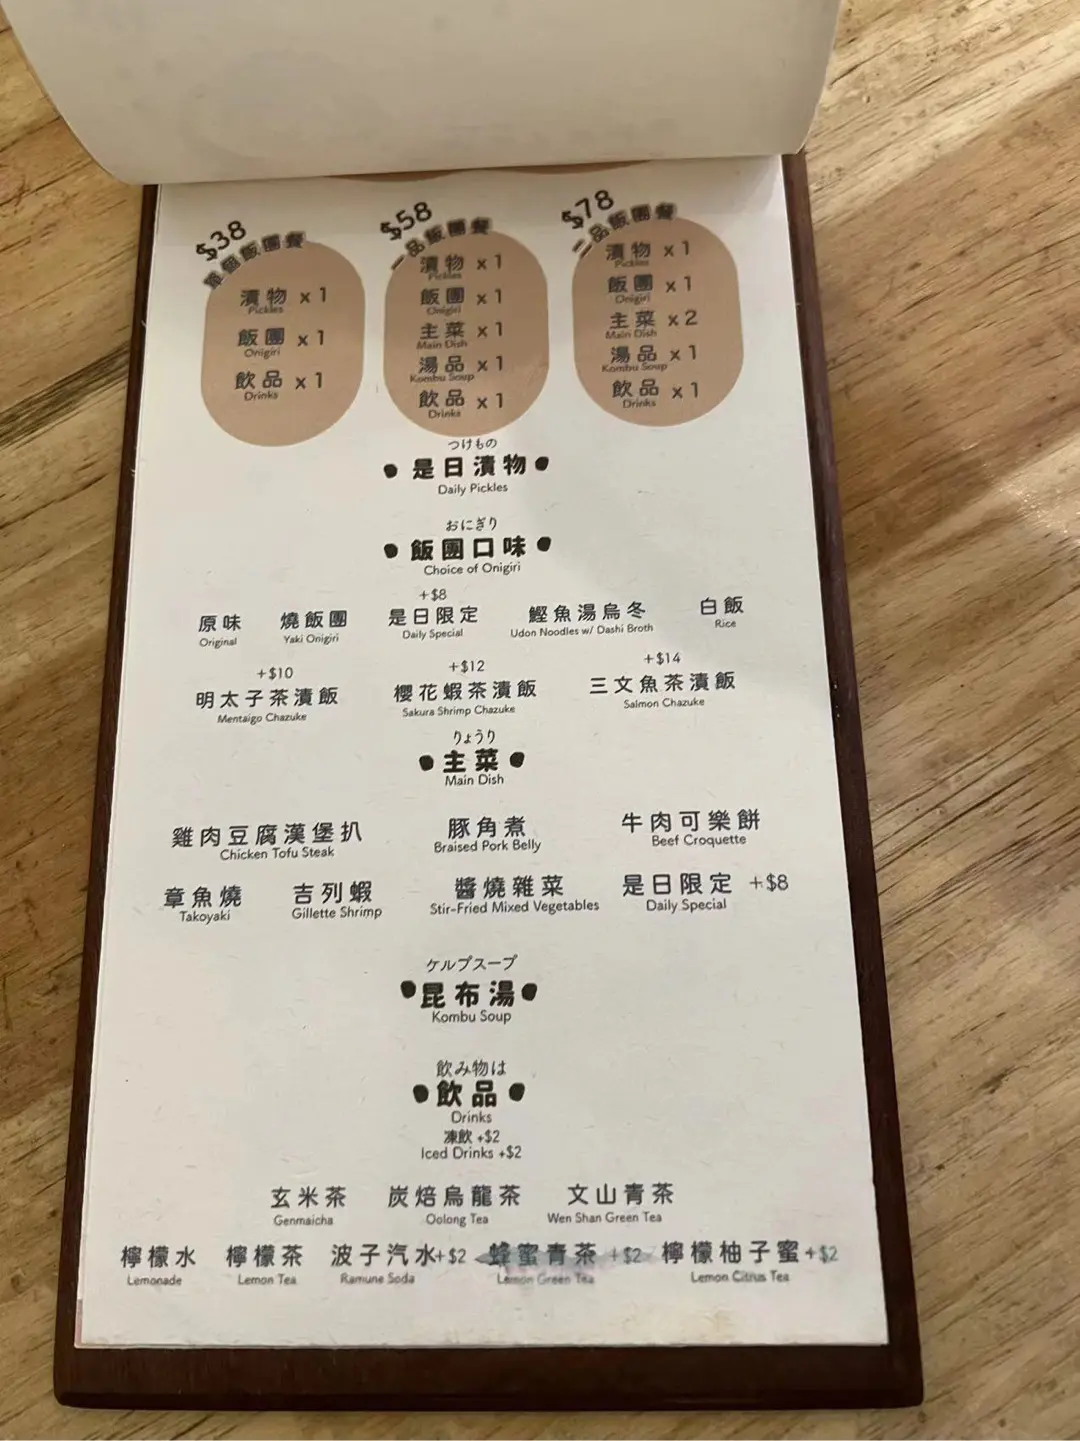 $38
單個飯團餐
漬物 x 1
Pickles
飯團 x 1
Onigiri
飲品 x 1
Drinks
$58
一品飯團餐
漬物 x 1
Pickles
飯團 x 1
Onigiri
主菜 x 1
Main Dish
湯品 x 1
Kombu Soup
飲品 x 1
Drinks
$78
二品飯團餐
漬物 x 1
Pickles
飯團 x 1
Onigiri
主菜 x 2
Main Dish
湯品 x 1
Kombu Soup
飲品 x 1
Drinks
つけもの
是日漬物
Daily Pickles
おにぎり
飯團口味
Choice of Onigiri
原味
Original
燒飯團
Yaki Onigiri
+$8
是日限定
Daily Special
鰹魚湯烏冬
Udon Noodles w/ Dashi Broth
白飯
Rice
+$10
明太子茶漬飯
Mentaigo Chazuke
+$12
櫻花蝦茶漬飯
Sakura Shrimp Chazuke
+$14
三文魚茶漬飯
Salmon Chazuke
りょうり
主菜
Main Dish
雞肉豆腐漢堡扒
Chicken Tofu Steak
豚角煮
Braised Pork Belly
牛肉可樂餅
Beef Croquette
章魚燒
Takoyaki
吉列蝦
Gillette Shrimp
醬燒雜菜
Stir-Fried Mixed Vegetables
是日限定 +$8
Daily Special
ケルプスープ
昆布湯
Kombu Soup
飲み物は
飲品
Drinks
凍飲 +$2
Iced Drinks +$2
玄米茶
Genmaicha
炭焙烏龍茶
Oolong Tea
文山青茶
Wen Shan Green Tea
檸檬水
Lemonade
檸檬茶
Lemon Tea
波子汽水+$2
Ramune Soda
蜂蜜青茶 +$2
Lemon Green Tea
檸檬柚子蜜+$2
Lemon Citrus Tea